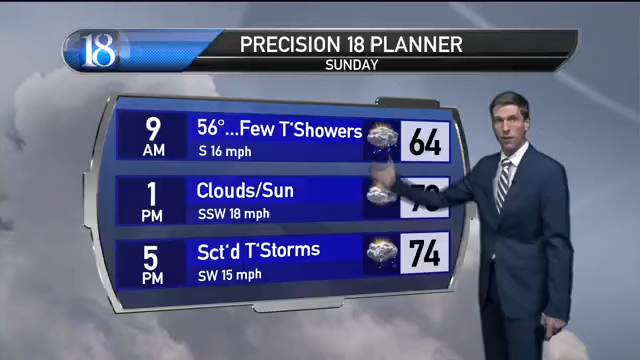 18
PRECISION 18 PLANNER
SUNDAY
9
AM
56°...Few T'Showers
S 16 mph
64
1
PM
Clouds/Sun
SSW 18 mph
5
PM
Sct'd T'Storms
SW 15 mph
74